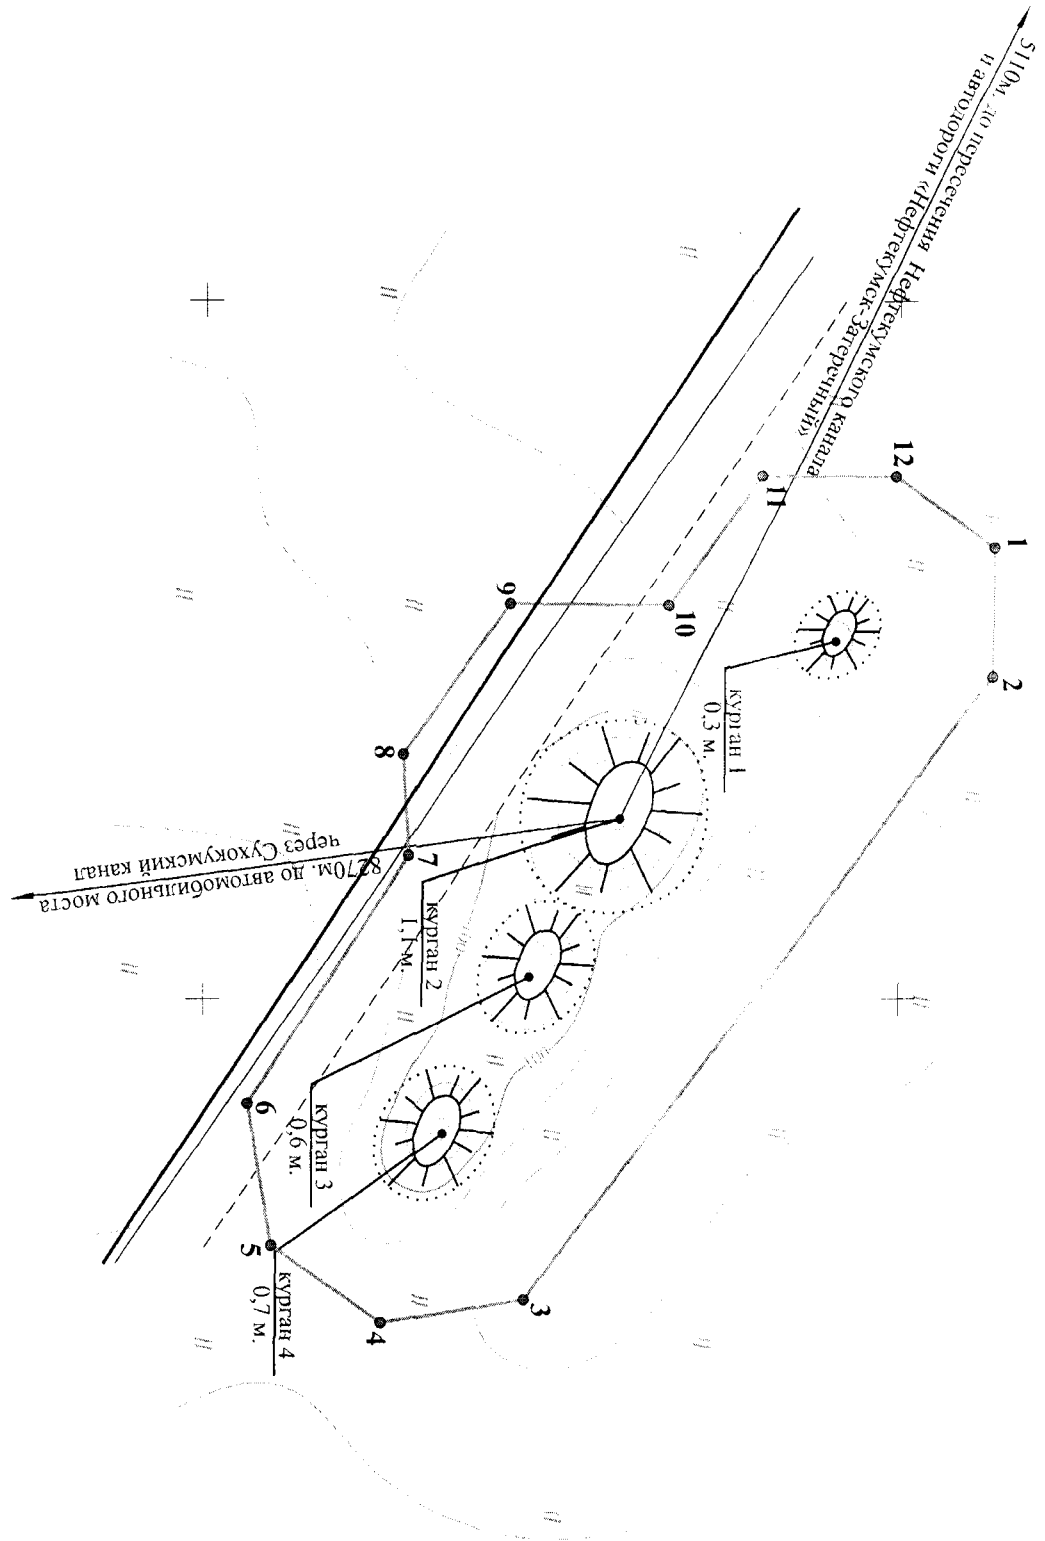 5110м. до пересечения Нефтекумского канала
и автодороги «Нефтекумск-Затеречный»
12
1
2
11
10
9
8
7
6
5
4
3
курган 1
0,3 м.
курган 2
1,1 м.
курган 3
0,6 м.
курган 4
0,7 м.
8270м. до автомобильного моста
через Сухокумский канал